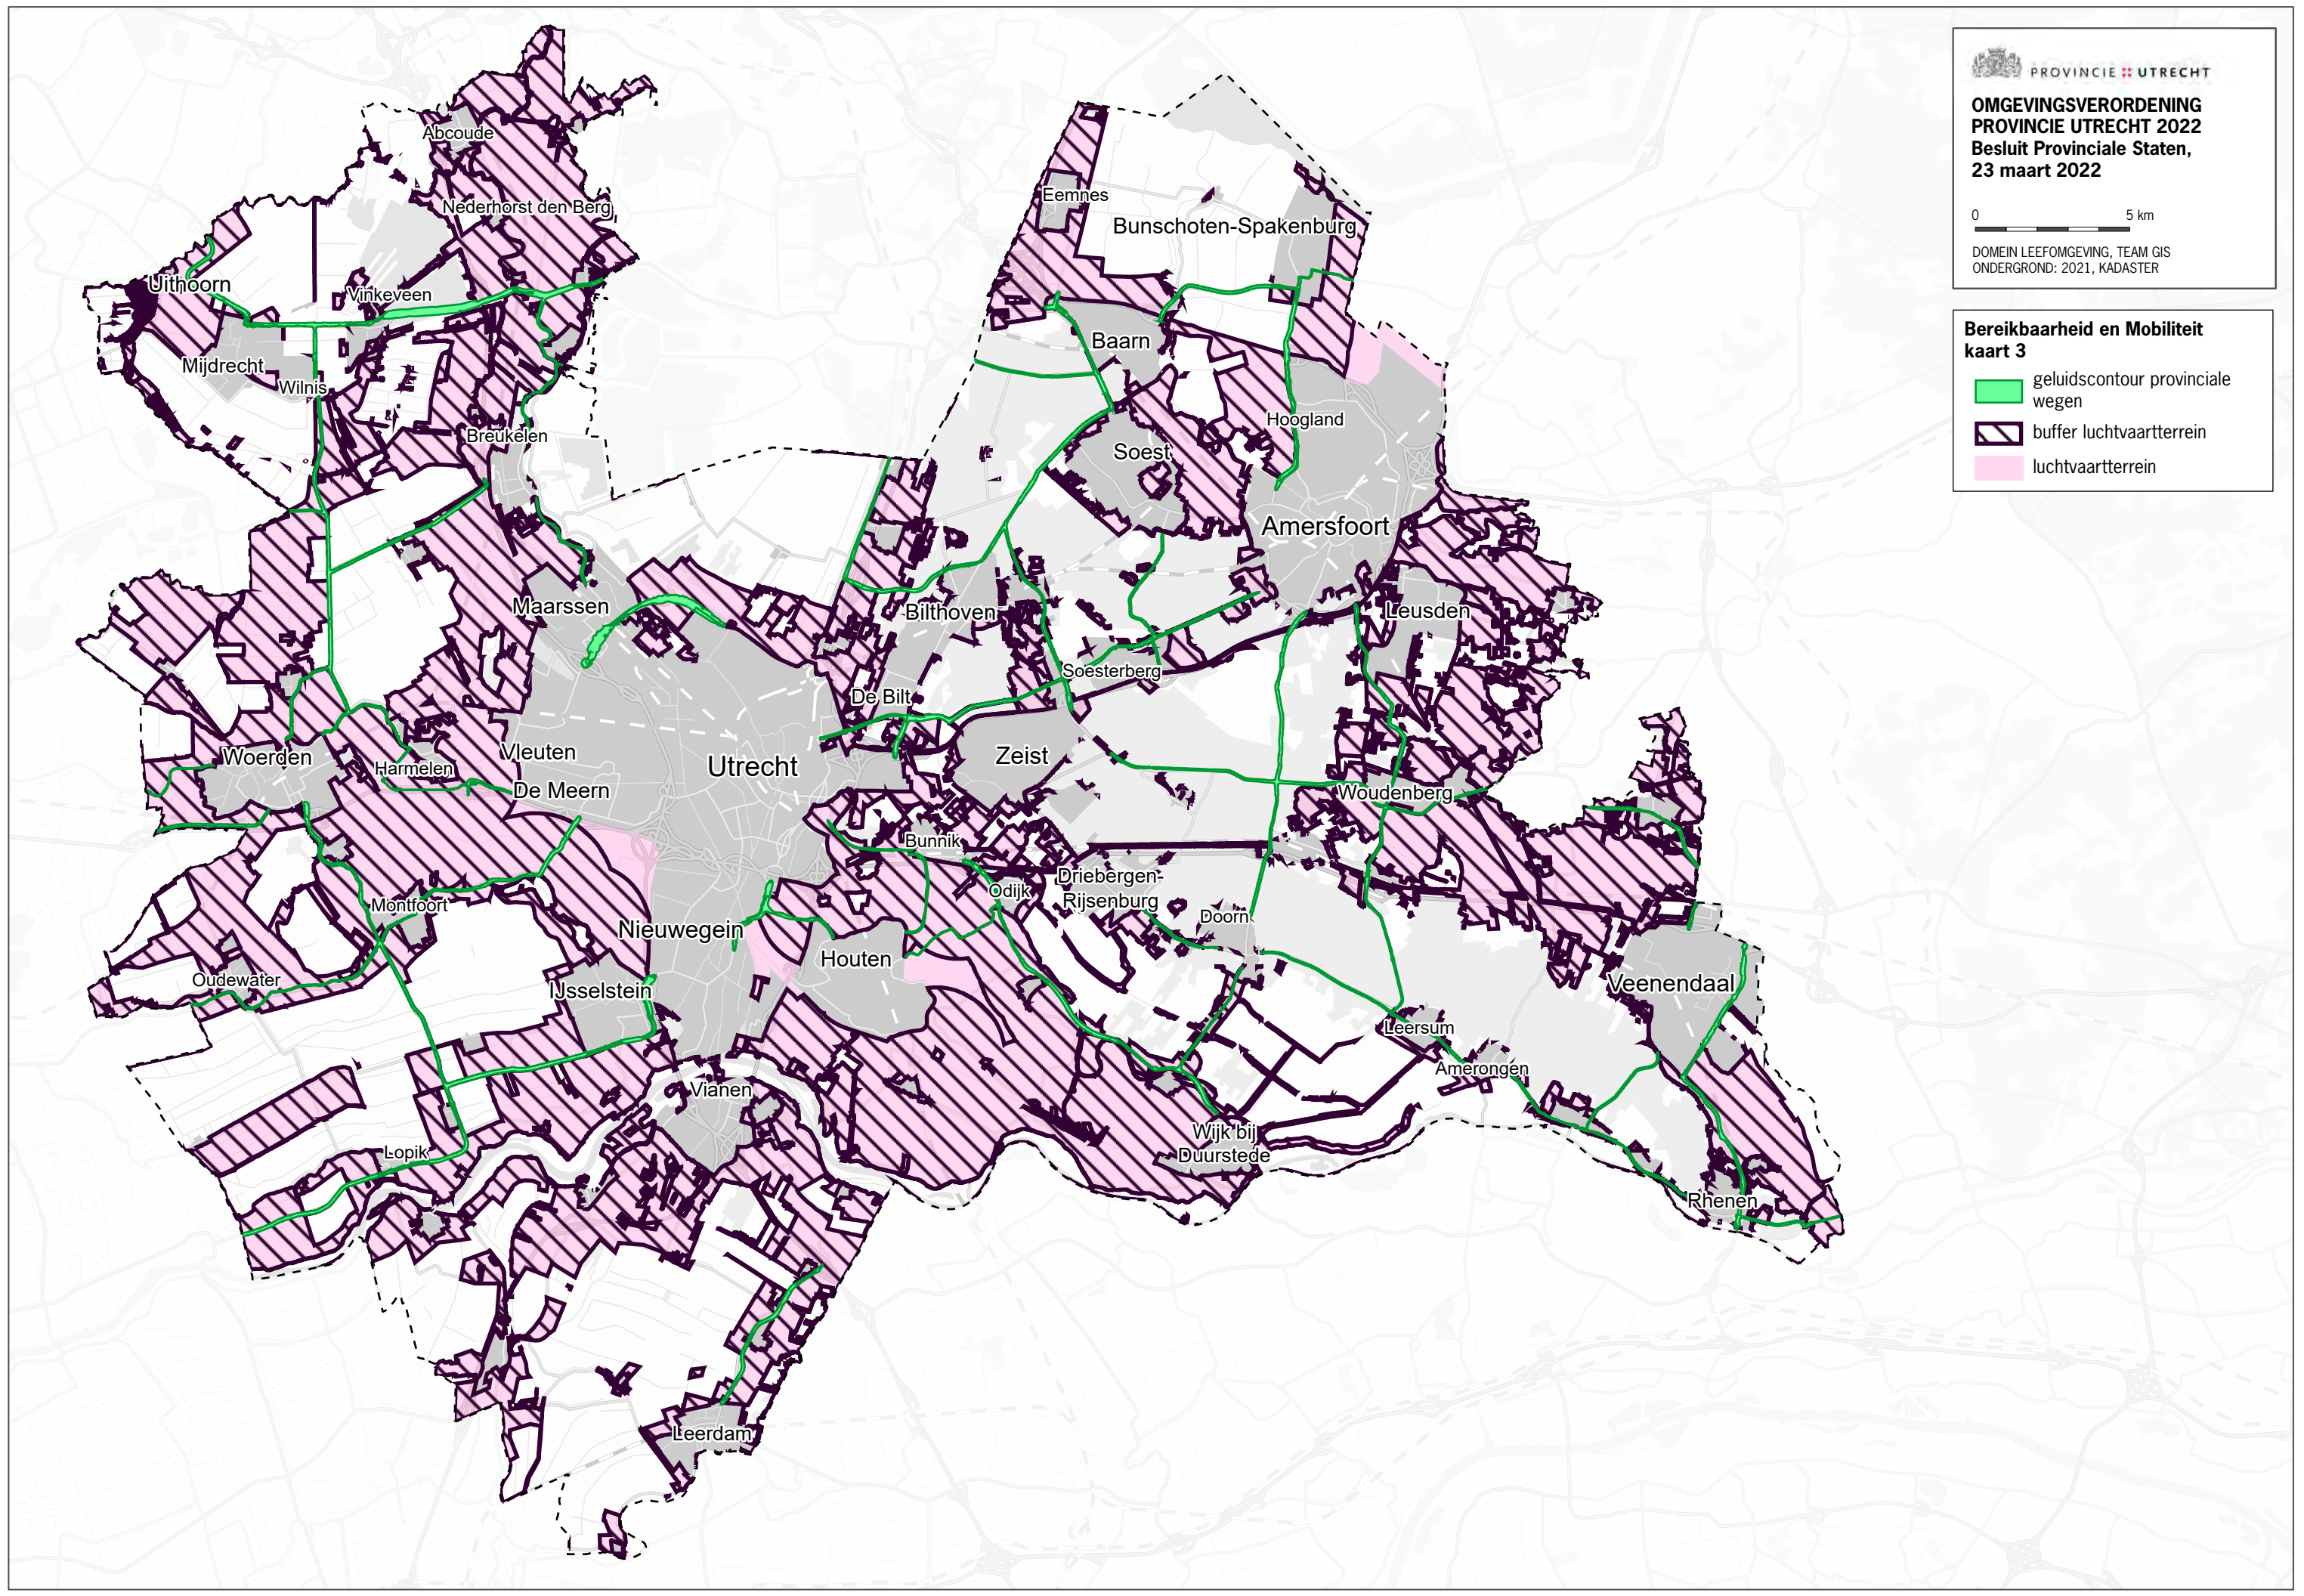 PROVINCIE UTRECHT
OMGEVINGSVERORDENING
PROVINCIE UTRECHT 2022
Besluit Provinciale Staten,
23 maart 2022
0 5 km
DOMEIN LEEFOMGEVING, TEAM GIS
ONDERGROND: 2021, KADASTER
Bereikbaarheid en Mobiliteit
kaart 3
geluidscontour provinciale
wegen
buffer luchtvaartterrein
luchtvaartterrein
Abcoude
Nederhorst den Berg
Eemnes
Bunschoten-Spakenburg
Uithoorn
Vinkeveen
Baarn
Mijdrecht
Wilnis
Hoogland
Breukelen
Soest
Amersfoort
Maarssen
Bilthoven
Leusden
Soesterberg
De Bilt
Vleuten
Woerden
Harmelen
Utrecht
Zeist
De Meern
Woudenberg
Bunnik
Driebergen-
Rijsenburg
Odijk
Montfoort
Doorn
Nieuwegein
Houten
Oudewater
IJsselstein
Veenendaal
Leersum
Amerongen
Vianen
Wijk bij
Duurstede
Lopik
Rhenen
Leerdam